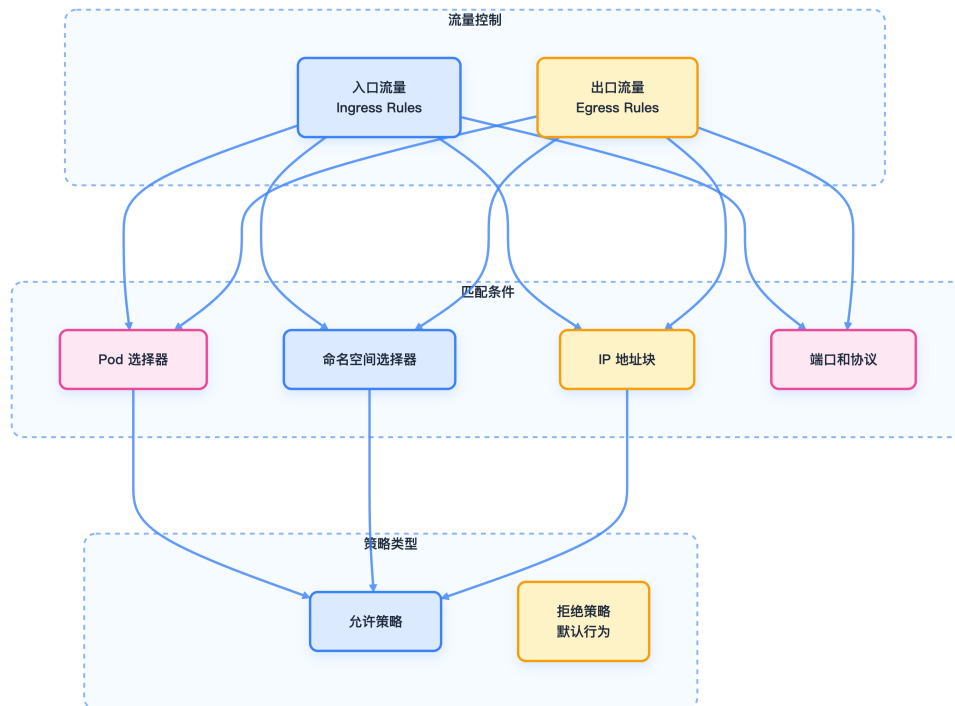 流量控制
入口流量
Ingress Rules
出口流量
Egress Rules
匹配条件
Pod 选择器
命名空间选择器
IP 地址块
端口和协议
策略类型
允许策略
拒绝策略
默认行为